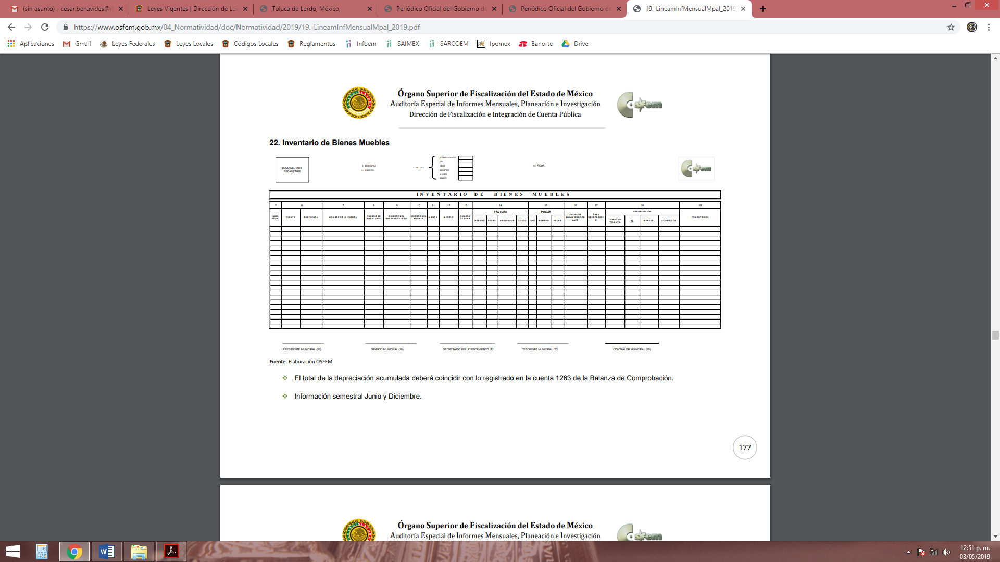 (sin asunto) - cesar.benavides@it
Leyes Vigentes | Dirección de Leg
Toluca de Lerdo, México,
Periódico Oficial del Gobierno de
Periódico Oficial del Gobierno de
19.-LineamInfMensualMpal_2019
https://www.osfem.gob.mx/04_Normatividad/doc/Normatividad/2019/19.-LineamInfMensualMpal_2019.pdf
Aplicaciones Gmail Leyes Federales Leyes Locales Códigos Locales Reglamentos Infoem SAIMEX SARCOEM Ipomex Banorte Drive
Órgano Superior de Fiscalización del Estado de México
Auditoría Especial de Informes Mensuales, Planeación e Investigación
Dirección de Fiscalización e Integración de Cuenta Pública
osfem
22. Inventario de Bienes Muebles
LOGO DEL ENTE
FISCALIZABLE
1. MUNICIPIO:
2. NÚMERO:
3. ENTIDAD
AYUNTAMIENTO
DIF
ODAS
IMCUFIDE
MAVICI
4.- FECHA:
osfem
INVENTARIO DE BIENES MUEBLES
5 6 7 8 9 10 11 12 13 14 15 16 17 18 19
NÚM. PROG.
CUENTA
SUBCUENTA
NOMBRE DE LA CUENTA
NÚMERO DE INVENTARIO
NOMBRE DEL RESGUARDATARIO
NOMBRE DEL MUEBLE
MARCA
MODELO
NÚMERO DE SERIE
FACTURA
NÚMERO FECHA PROVEEDOR COSTO
PÓLIZA
TIPO NÚMERO FECHA
FECHA DE MOVIMIENTO DE ALTA
ÁREA RESPONSABLE
DEPRECIACIÓN
TIEMPO DE VIDA ÚTIL % MENSUAL ACUMULADA
COMENTARIOS
PRESIDENTE MUNICIPAL (20)
SINDICO MUNICIPAL (20)
SECRETARIO DEL AYUNTAMIENTO (20)
TESORERO MUNICIPAL (20)
CONTRALOR MUNICIPAL (20)
Fuente: Elaboración OSFEM
El total de la depreciación acumulada deberá coincidir con lo registrado en la cuenta 1263 de la Balanza de Comprobación.
Información semestral Junio y Diciembre.
177
Órgano Superior de Fiscalización del Estado de México
Auditoría Especial de Informes Mensuales, Planeación e Investigación
osfem
12:51 p. m.
03/05/2019